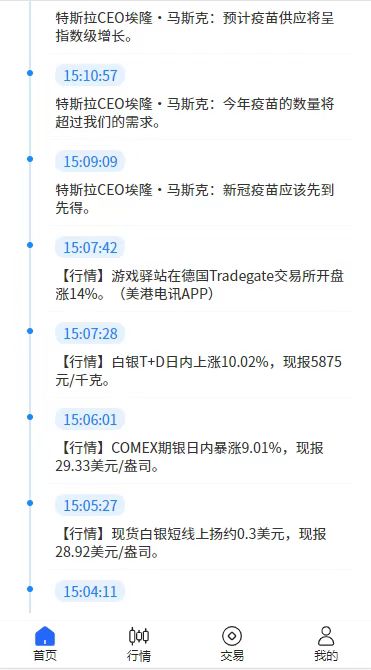 特斯拉CEO埃隆·马斯克：预计疫苗供应将呈
指数级增长。
15:10:57
特斯拉CEO埃隆·马斯克：今年疫苗的数量将
超过我们的需求。
15:09:09
特斯拉CEO埃隆·马斯克：新冠疫苗应该先到
先得。
15:07:42
【行情】游戏驿站在德国Tradegate交易所开盘
涨14%。（美港电讯APP）
15:07:28
【行情】白银T+D日内上涨10.02%，现报5875
元/千克。
15:06:01
【行情】COMEX期银日内暴涨9.01%，现报
29.33美元/盎司。
15:05:27
【行情】现货白银短线上扬约0.3美元，现报
28.92美元/盎司。
15:04:11
首页 行情 交易 我的